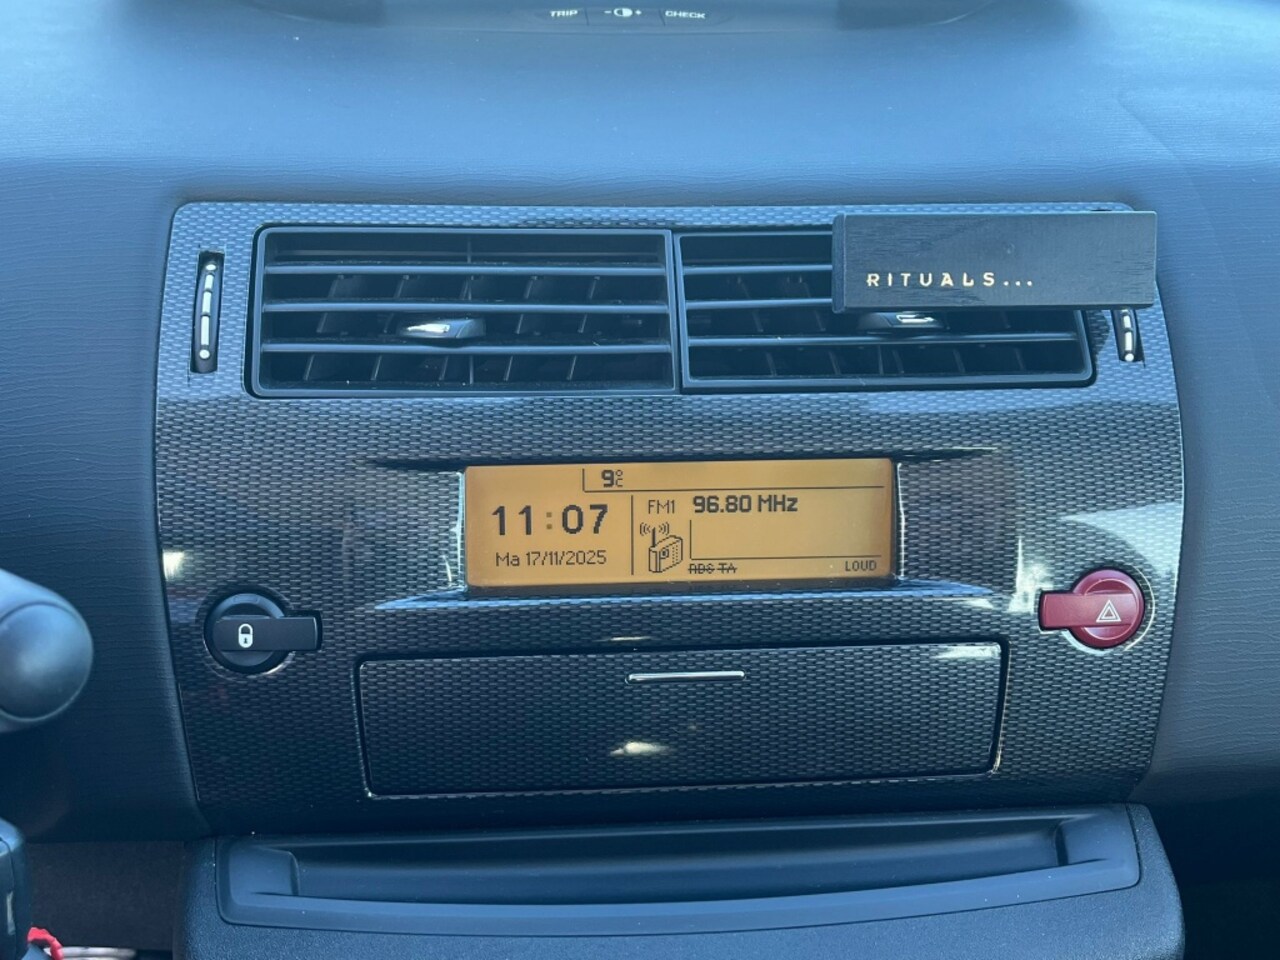 TRIP - + CHECK
RITUALS...
9°C
11:07
FM1 96.80 MHz
Ma 17/11/2025
RDS TA
LOUD